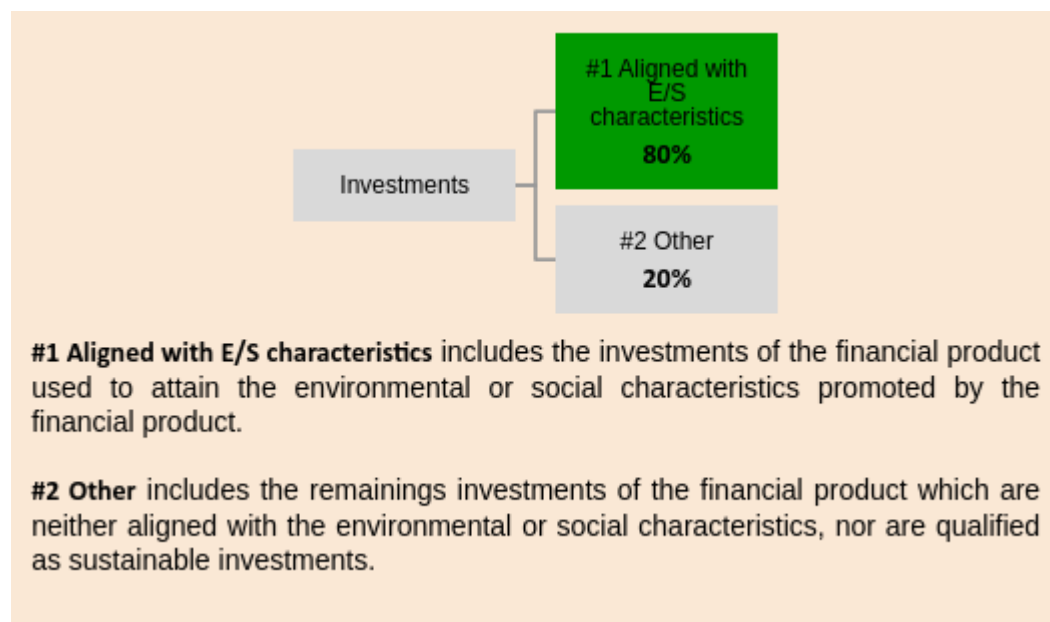 #1 Aligned with
E/S
characteristics
80%
Investments
#2 Other
20%
#1 Aligned with E/S characteristics includes the investments of the financial product
used to attain the environmental or social characteristics promoted by the
financial product.
#2 Other includes the remainings investments of the financial product which are
neither aligned with the environmental or social characteristics, nor are qualified
as sustainable investments.